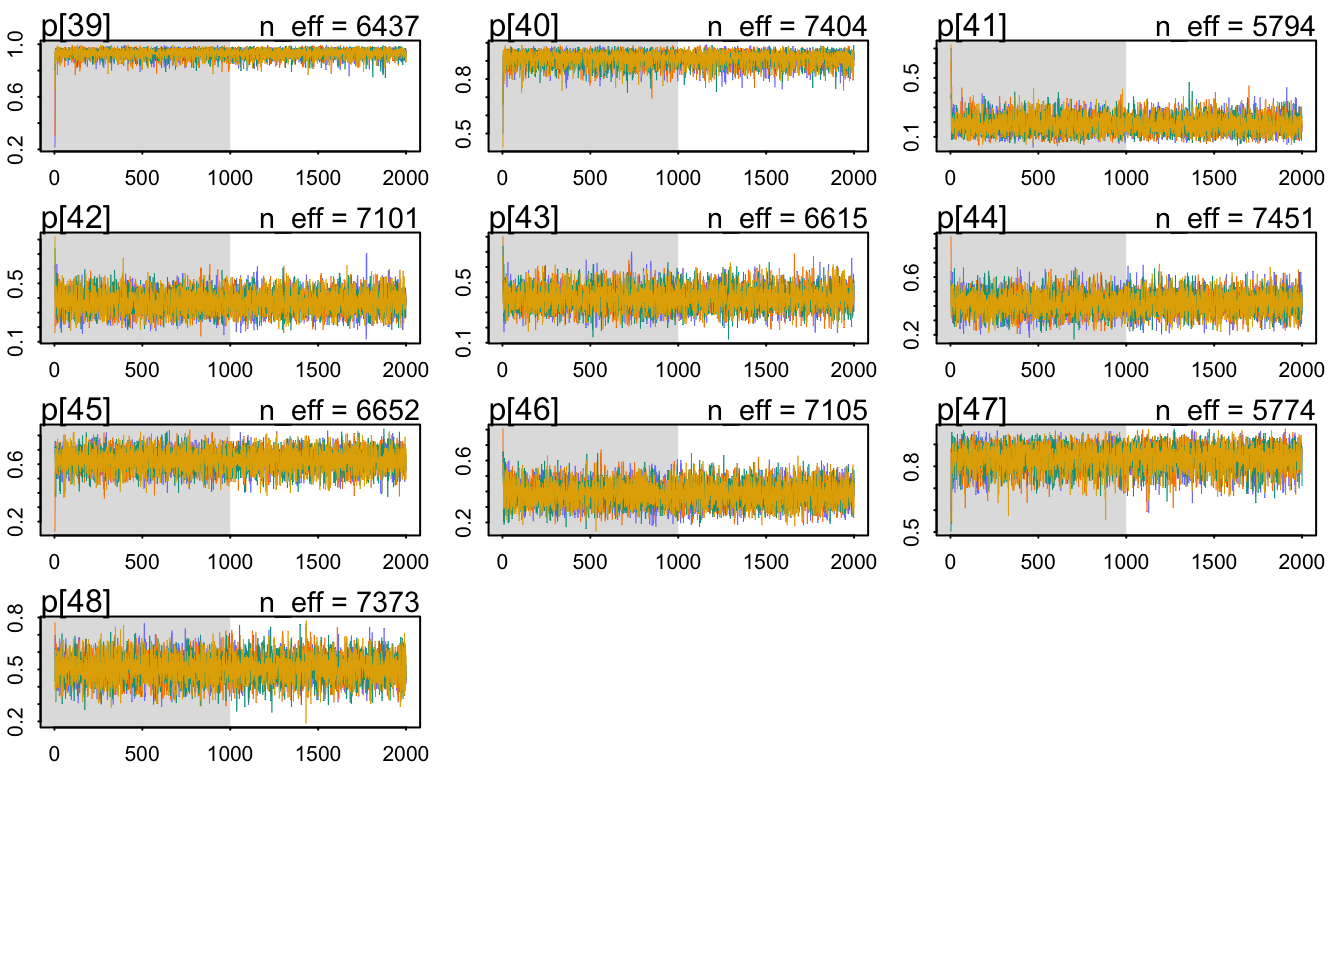 p[39] n_eff = 6437 p[40] n_eff = 7404 p[41] n_eff = 5794
0.2 0.6 1.0 0.5 0.8 0.1 0.5
0 500 1000 1500 2000 0 500 1000 1500 2000 0 500 1000 1500 2000
p[42] n_eff = 7101 p[43] n_eff = 6615 p[44] n_eff = 7451
0.1 0.5 0.1 0.5 0.2 0.6
0 500 1000 1500 2000 0 500 1000 1500 2000 0 500 1000 1500 2000
p[45] n_eff = 6652 p[46] n_eff = 7105 p[47] n_eff = 5774
0.2 0.6 0.2 0.6 0.5 0.8
0 500 1000 1500 2000 0 500 1000 1500 2000 0 500 1000 1500 2000
p[48] n_eff = 7373
0.2 0.5 0.8
0 500 1000 1500 2000